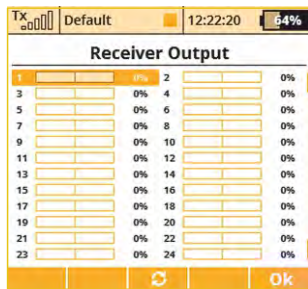 Tx Default 12:22:20 64%
Receiver Output
1 0% 2 0%
3 0% 4 0%
5 0% 6 0%
7 0% 8 0%
9 0% 10 0%
11 0% 12 0%
13 0% 14 0%
15 0% 16 0%
17 0% 18 0%
19 0% 20 0%
21 0% 22 0%
23 0% 24 0%
Ok